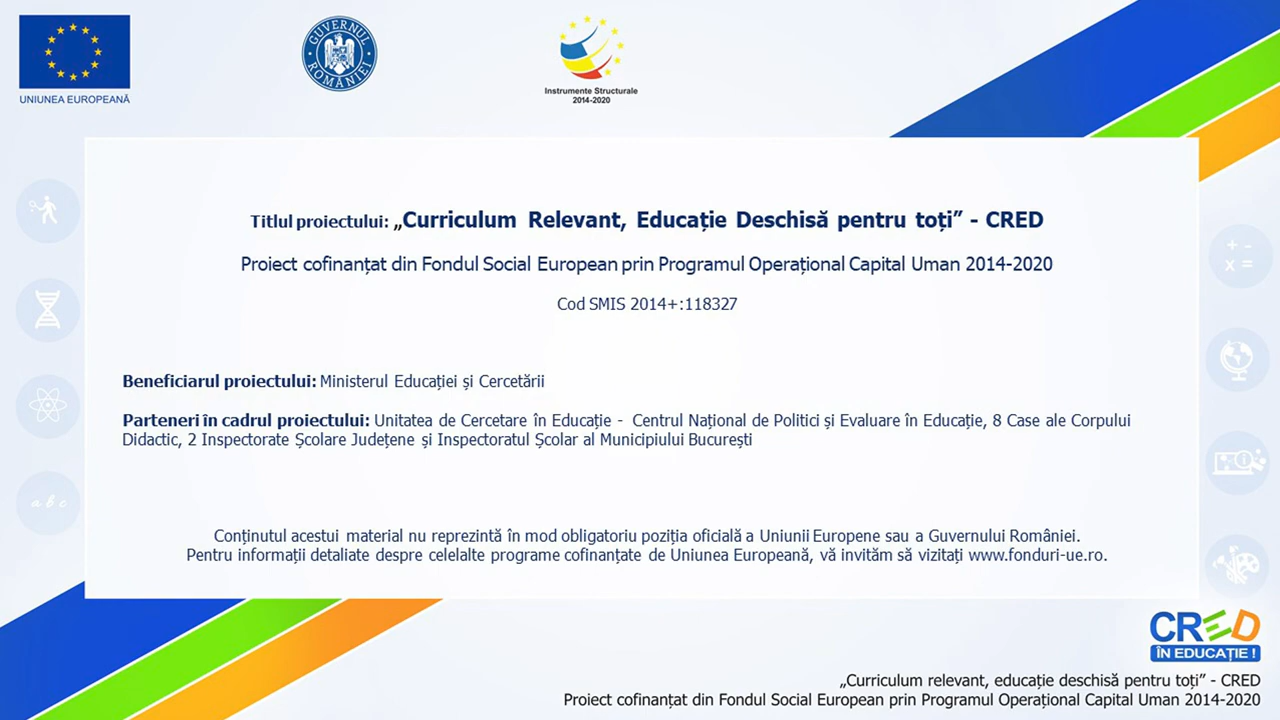 UNIUNEA EUROPEANĂ
GUVERNUL ROMÂNIEI
Instrumente Structurale
2014-2020
Titlul proiectului: „Curriculum Relevant, Educație Deschisă pentru toți” - CRED
Proiect cofinanțat din Fondul Social European prin Programul Operațional Capital Uman 2014-2020
Cod SMIS 2014+:118327
Beneficiarul proiectului: Ministerul Educației și Cercetării
Parteneri în cadrul proiectului: Unitatea de Cercetare în Educație - Centrul Național de Politici și Evaluare în Educație, 8 Case ale Corpului
Didactic, 2 Inspectorate Școlare Județene și Inspectoratul Școlar al Municipiului București
a b c
+ -
x =
Conținutul acestui material nu reprezintă în mod obligatoriu poziția oficială a Uniunii Europene sau a Guvernului României.
Pentru informații detaliate despre celelalte programe cofinanțate de Uniunea Europeană, vă invităm să vizitați www.fonduri-ue.ro.
CRED
ÎN EDUCAȚIE !
„Curriculum relevant, educație deschisă pentru toți” - CRED
Proiect cofinanțat din Fondul Social European prin Programul Operațional Capital Uman 2014-2020